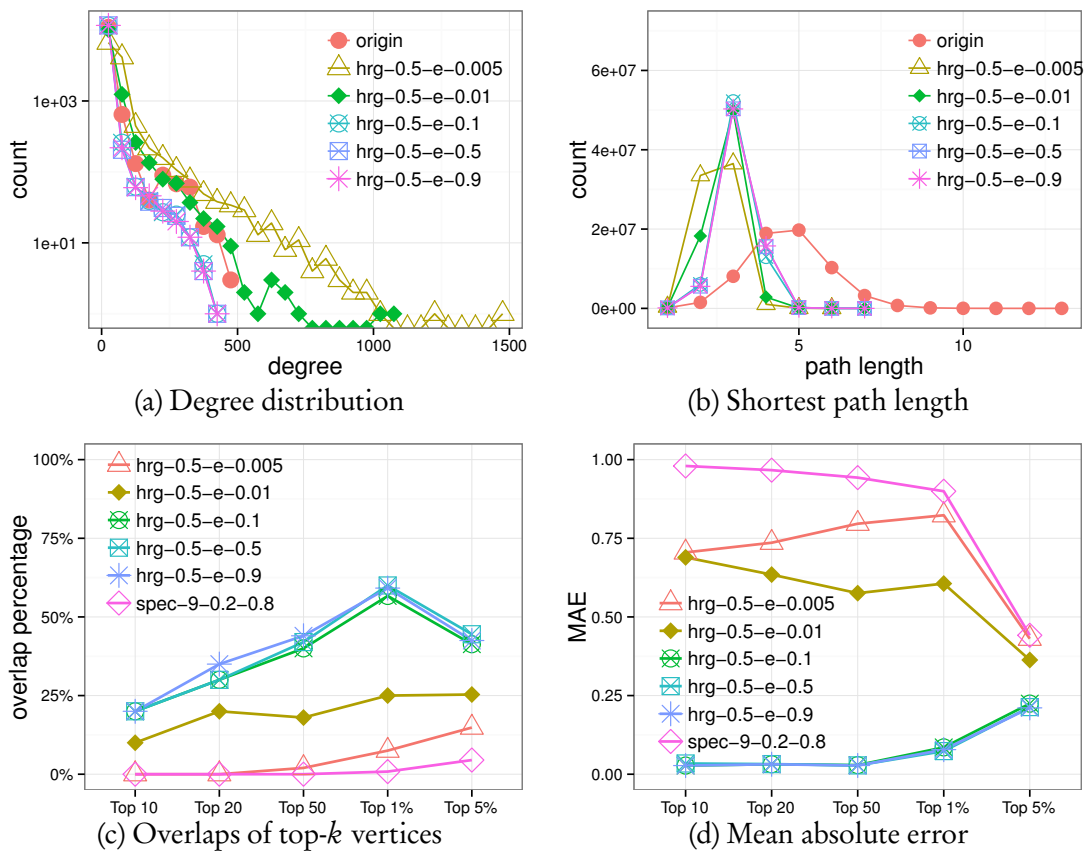 origin
hrg-0.5-e-0.005
hrg-0.5-e-0.01
hrg-0.5-e-0.1
hrg-0.5-e-0.5
hrg-0.5-e-0.9
1e+03
1e+01
count
0
500
1000
1500
degree
(a) Degree distribution
origin
hrg-0.5-e-0.005
hrg-0.5-e-0.01
hrg-0.5-e-0.1
hrg-0.5-e-0.5
hrg-0.5-e-0.9
6e+07
4e+07
2e+07
0e+00
count
5
10
path length
(b) Shortest path length
100%
75%
50%
25%
0%
overlap percentage
hrg-0.5-e-0.005
hrg-0.5-e-0.01
hrg-0.5-e-0.1
hrg-0.5-e-0.5
hrg-0.5-e-0.9
spec-9-0.2-0.8
Top 10
Top 20
Top 50
Top 1%
Top 5%
(c) Overlaps of top-k vertices
1.00
0.75
0.50
0.25
0.00
MAE
hrg-0.5-e-0.005
hrg-0.5-e-0.01
hrg-0.5-e-0.1
hrg-0.5-e-0.5
hrg-0.5-e-0.9
spec-9-0.2-0.8
Top 10
Top 20
Top 50
Top 1%
Top 5%
(d) Mean absolute error